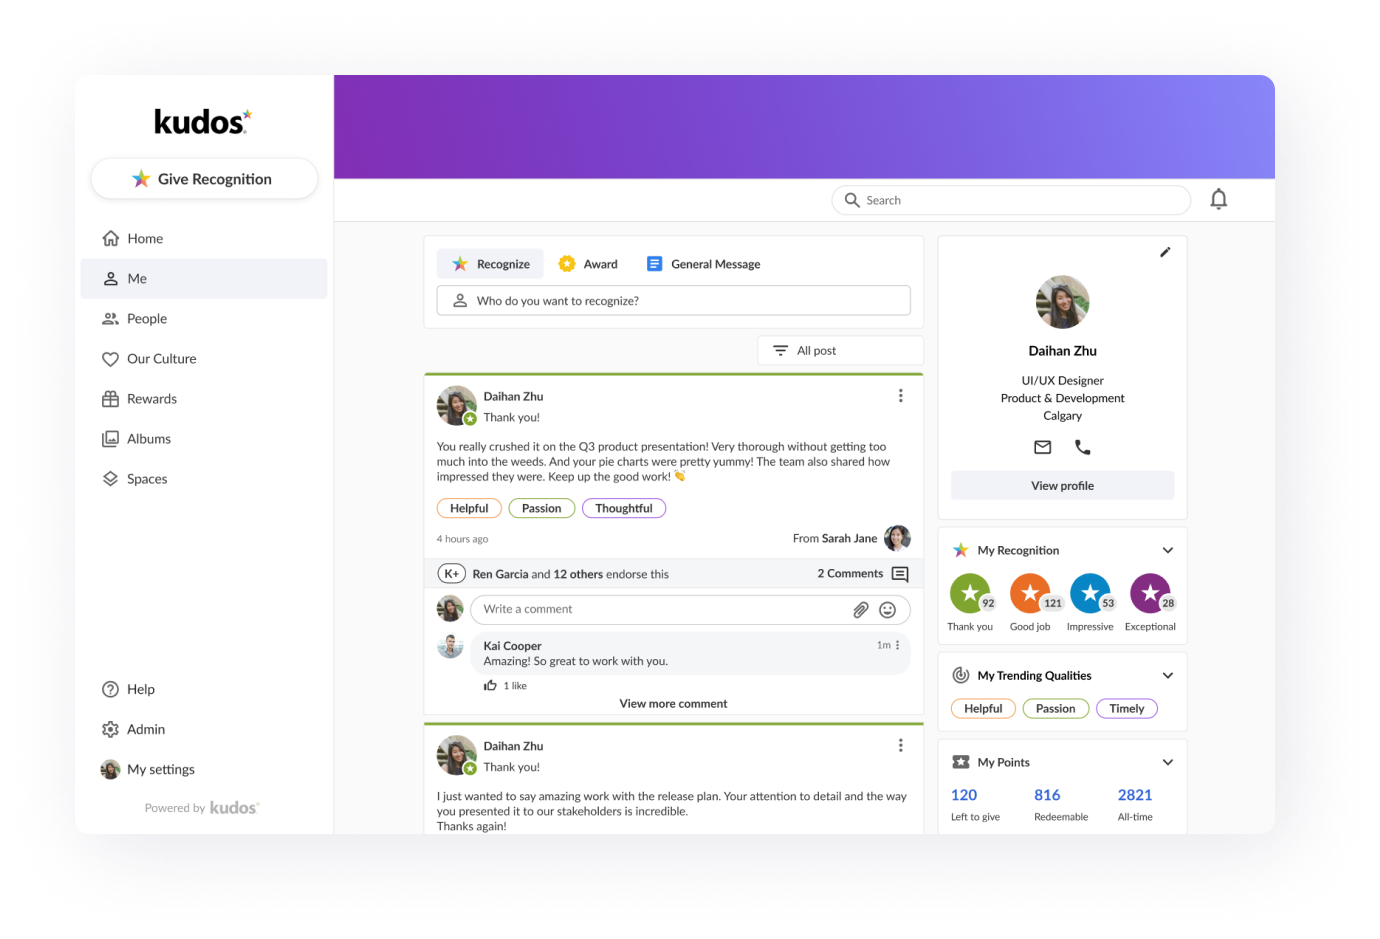 kudos
Give Recognition
Home
Me
People
Our Culture
Rewards
Albums
Spaces
Help
Admin
My settings
Powered by kudos
Search
Recognize
Award
General Message
Who do you want to recognize?
All post
Daihan Zhu
Thank you!
You really crushed it on the Q3 product presentation! Very thorough without getting too
much into the weeds. And your pie charts were pretty yummy! The team also shared how
impressed they were. Keep up the good work! 👏
Helpful
Passion
Thoughtful
4 hours ago
From Sarah Jane
K+
Ren Garcia and 12 others endorse this
2 Comments
Write a comment
Kai Cooper
1m
Amazing! So great to work with you.
1 like
View more comment
Daihan Zhu
Thank you!
I just wanted to say amazing work with the release plan. Your attention to detail and the way
you presented it to our stakeholders is incredible.
Thanks again!
Daihan Zhu
UI/UX Designer
Product & Development
Calgary
View profile
My Recognition
92
121
53
28
Thank you
Good job
Impressive
Exceptional
My Trending Qualities
Helpful
Passion
Timely
My Points
120
816
2821
Left to give
Redeemable
All-time